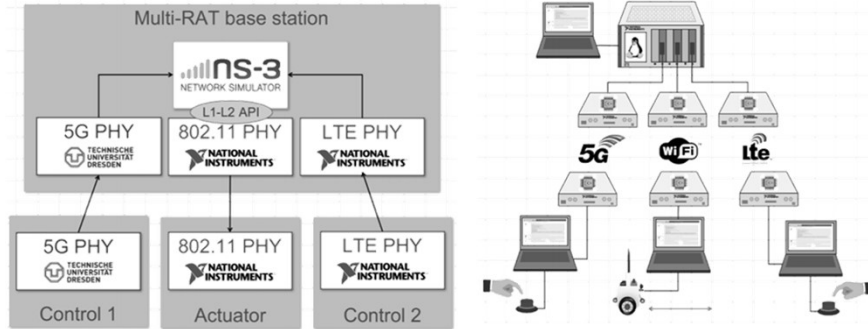 Multi-RAT base station
NS-3
NETWORK SIMULATOR
L1-L2 API
5G PHY
TECHNISCHE
UNIVERSITÄT
DRESDEN
802.11 PHY
NATIONAL
INSTRUMENTS
LTE PHY
NATIONAL
INSTRUMENTS
5G PHY
TECHNISCHE
UNIVERSITÄT
DRESDEN
Control 1
802.11 PHY
NATIONAL
INSTRUMENTS
Actuator
LTE PHY
NATIONAL
INSTRUMENTS
Control 2
5G
WiFi
lte